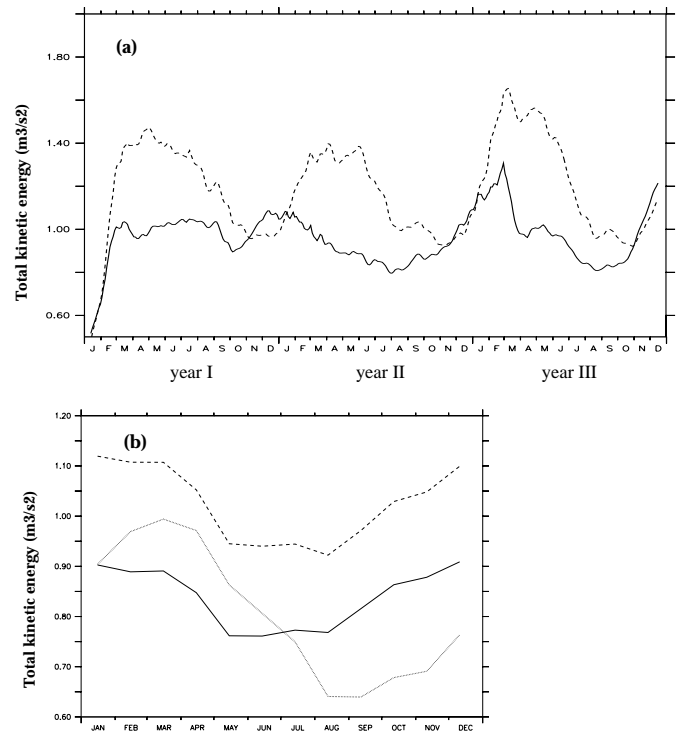 (a)
Total kinetic energy (m3/s2)
1.80
1.40
1.00
0.60
J F M A M J J A S O N D J F M A M J J A S O N D J F M A M J J A S O N D
year I year II year III
(b)
Total kinetic energy (m3/s2)
1.20
1.10
1.00
0.90
0.80
0.70
0.60
JAN FEB MAR APR MAY JUN JUL AUG SEP OCT NOV DEC